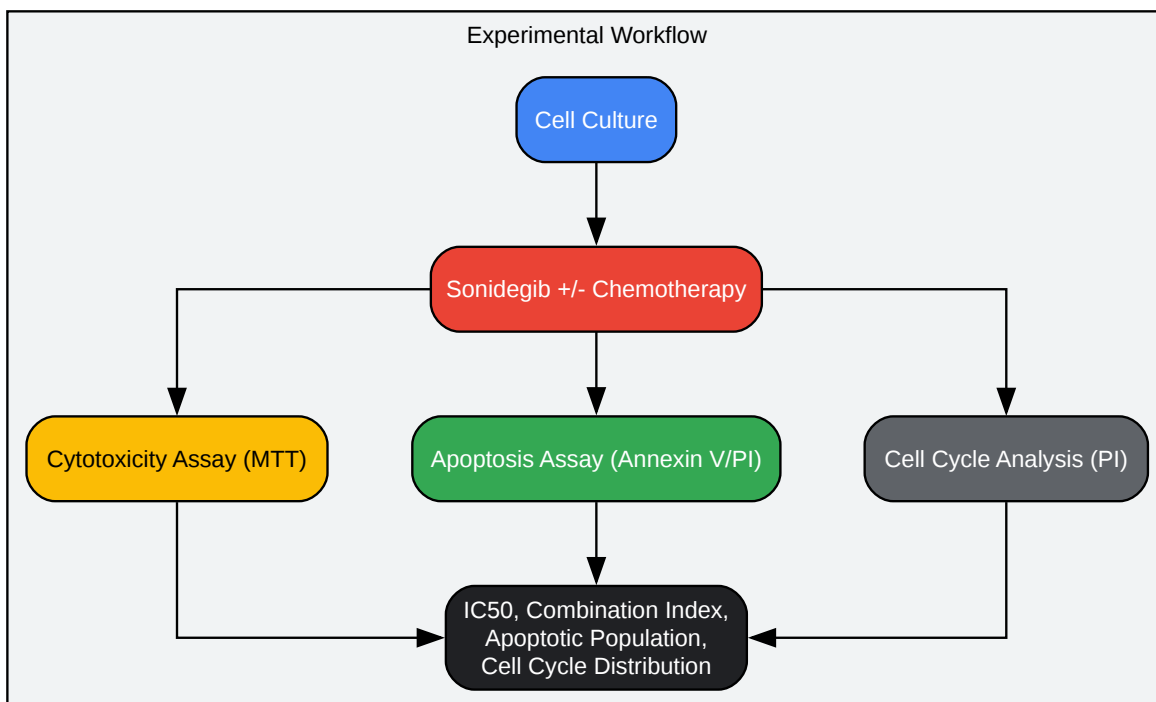 Experimental Workflow
Cell Culture
Sonidegib +/- Chemotherapy
Cytotoxicity Assay (MTT)
Apoptosis Assay (Annexin V/PI)
Cell Cycle Analysis (PI)
IC50, Combination Index,
Apoptotic Population,
Cell Cycle Distribution